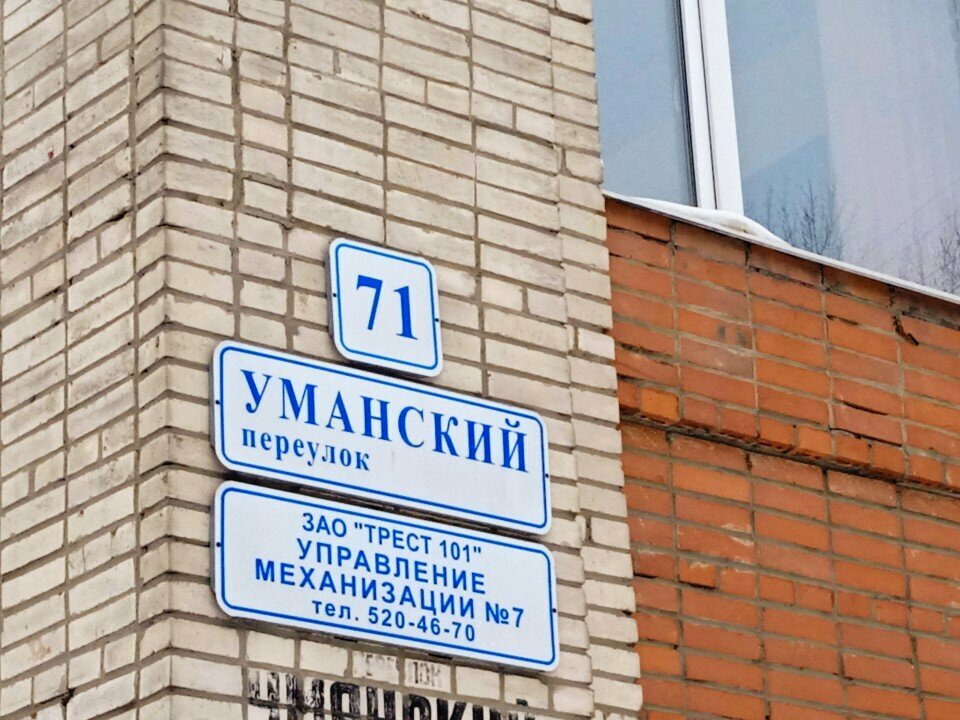 71
УМАНСКИЙ
переулок
ЗАО "ТРЕСТ 101"
УПРАВЛЕНИЕ
МЕХАНИЗАЦИИ №7
тел. 520-46-70